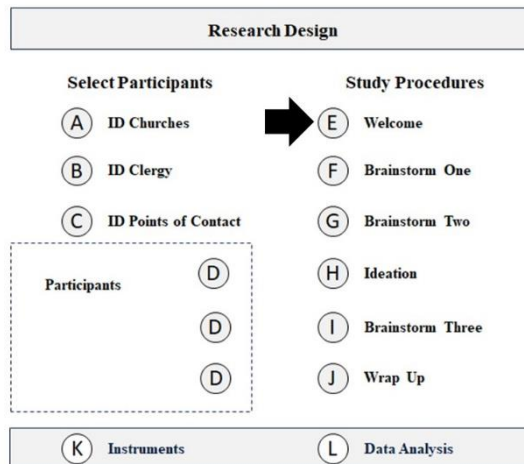 Research Design
Select Participants
A ID Churches
B ID Clergy
C ID Points of Contact
Participants
D
D
D
Study Procedures
E Welcome
F Brainstorm One
G Brainstorm Two
H Ideation
I Brainstorm Three
J Wrap Up
K Instruments
L Data Analysis